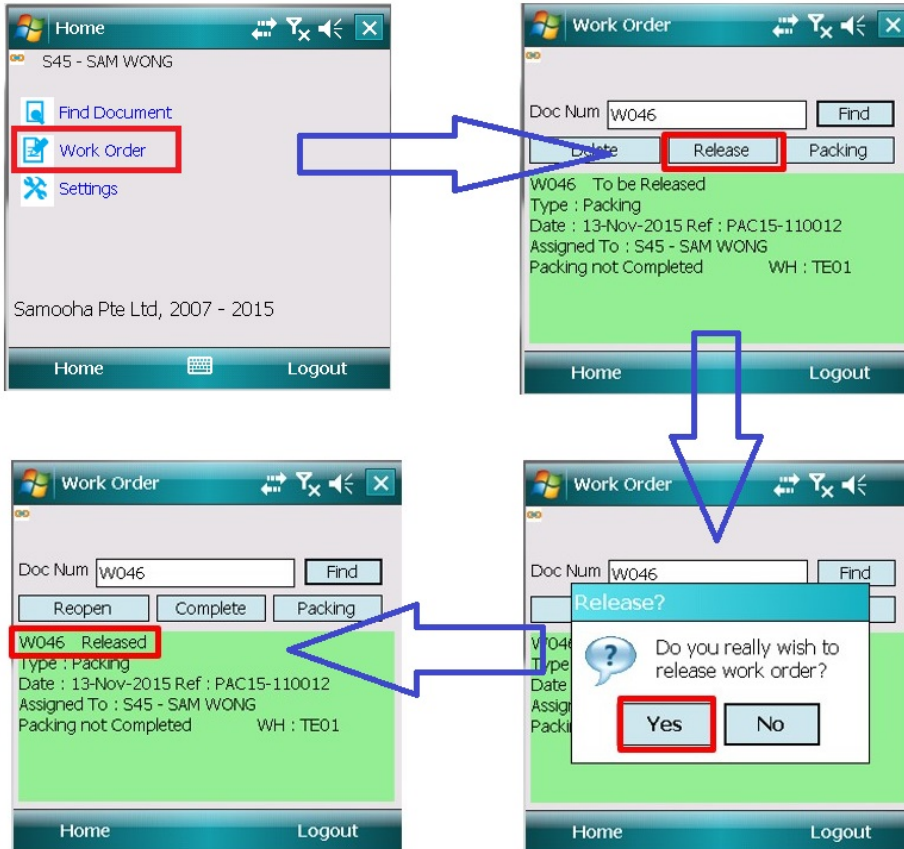 Home
S45 - SAM WONG
Find Document
Work Order
Settings
Samooha Pte Ltd, 2007 - 2015
Home Logout
Work Order
Doc Num W046 Find
Delete Release Packing
W046 To be Released
Type : Packing
Date : 13-Nov-2015 Ref : PAC15-110012
Assigned To : S45 - SAM WONG
Packing not Completed WH : TE01
Home Logout
Work Order
Doc Num W046 Find
Release?
Do you really wish to
release work order?
W046
Type
Date
Yes No
Home Logout
Work Order
Doc Num W046 Find
Reopen Complete Packing
W046 Released
Type : Packing
Date : 13-Nov-2015 Ref : PAC15-110012
Assigned To : S45 - SAM WONG
Packing not Completed WH : TE01
Home Logout